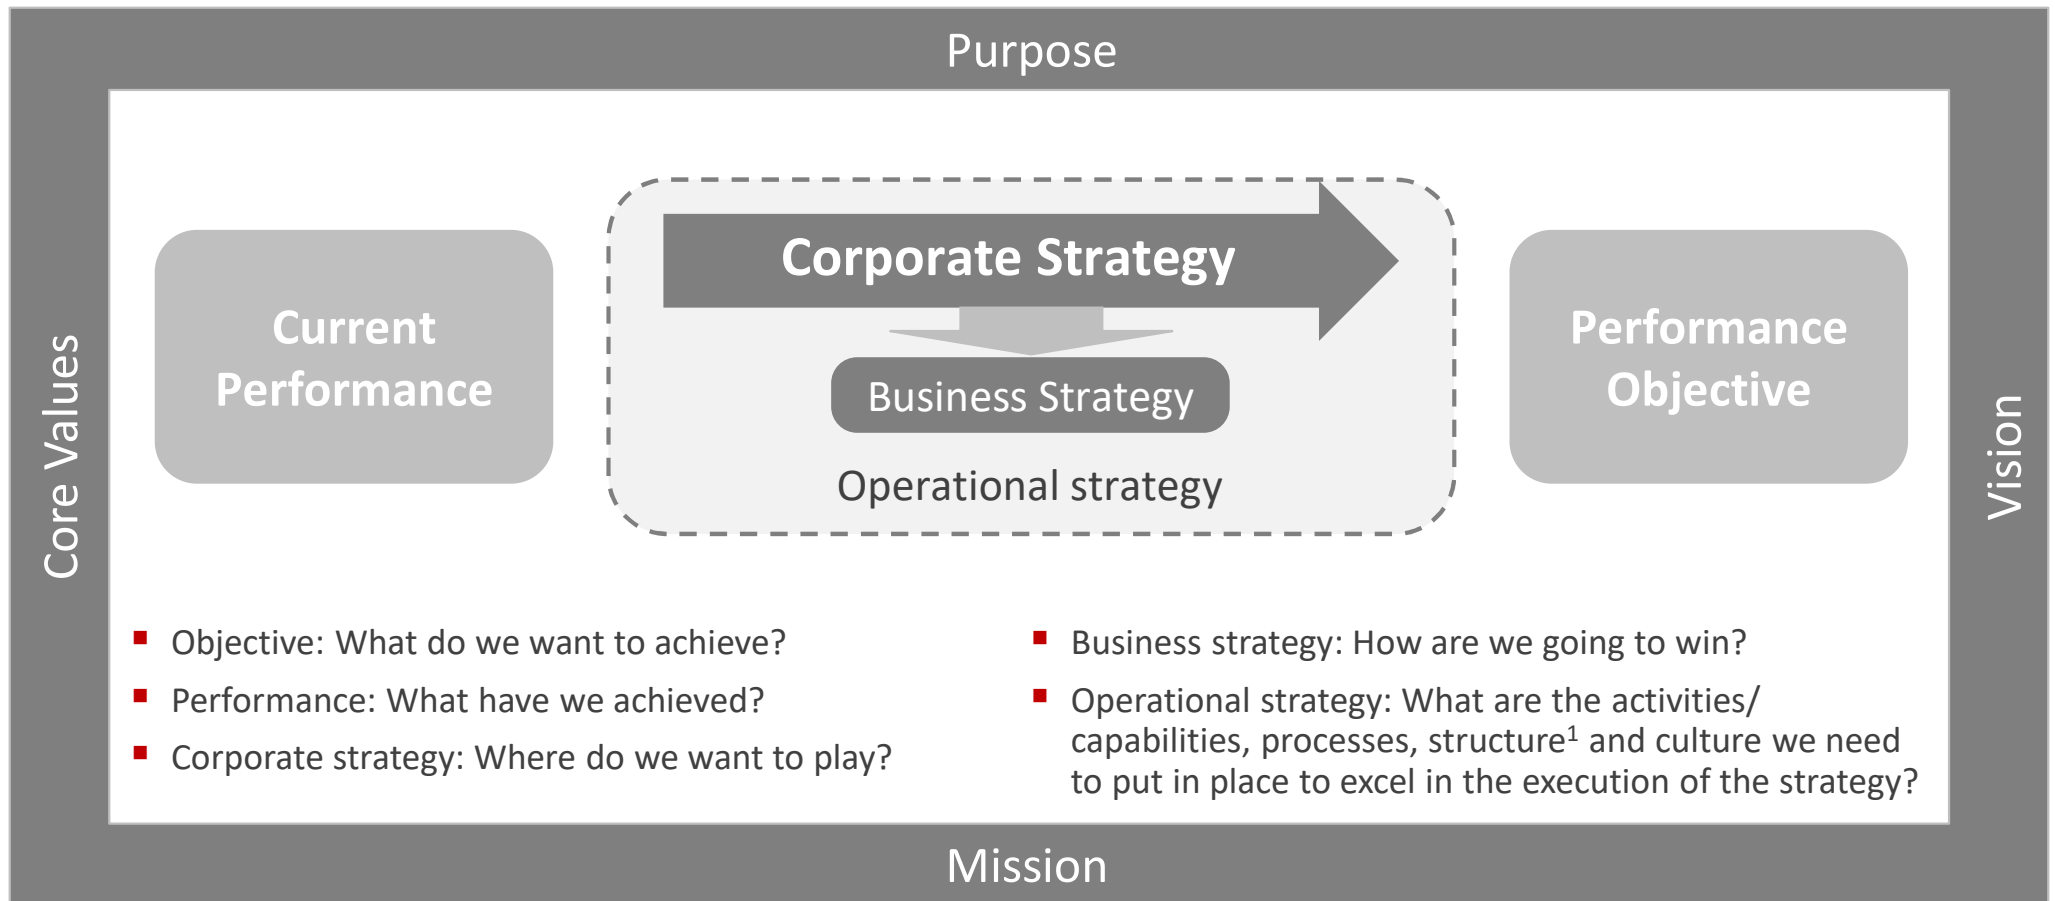 Purpose
Core Values
Current
Performance
Corporate Strategy
Business Strategy
Operational strategy
Performance
Objective
Vision
▪ Objective: What do we want to achieve?
▪ Performance: What have we achieved?
▪ Corporate strategy: Where do we want to play?
▪ Business strategy: How are we going to win?
▪ Operational strategy: What are the activities/
capabilities, processes, structure¹ and culture we need
to put in place to excel in the execution of the strategy?
Mission